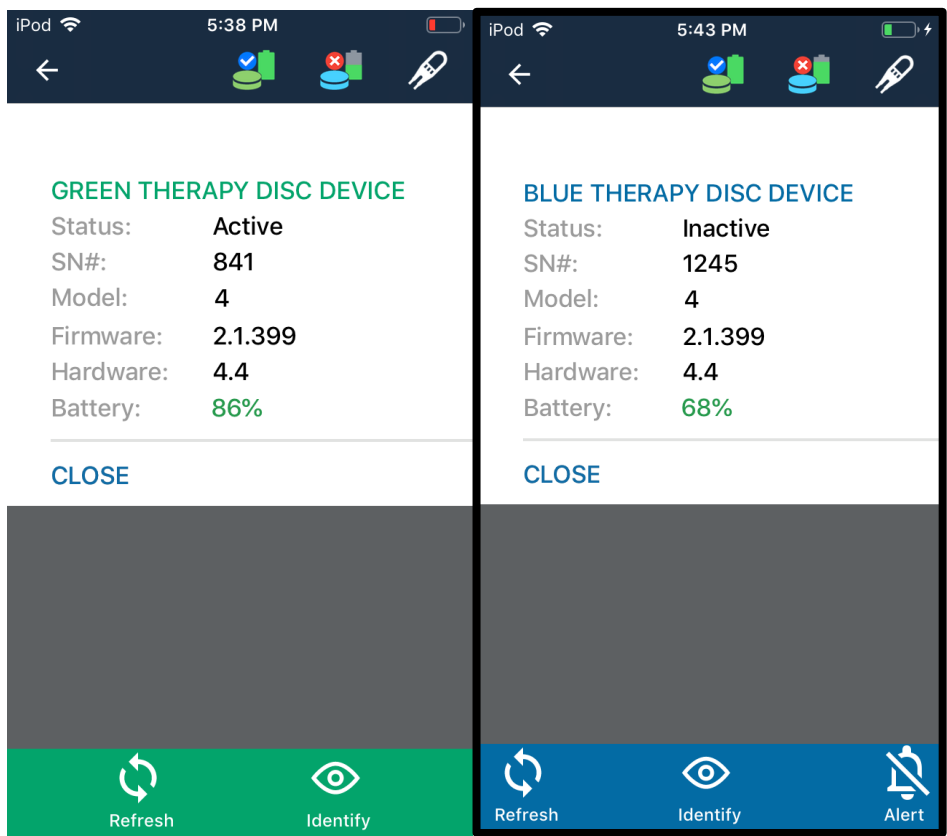 iPod 5:38 PM
GREEN THERAPY DISC DEVICE
Status: Active
SN#: 841
Model: 4
Firmware: 2.1.399
Hardware: 4.4
Battery: 86%
CLOSE
Refresh Identify
iPod 5:43 PM
BLUE THERAPY DISC DEVICE
Status: Inactive
SN#: 1245
Model: 4
Firmware: 2.1.399
Hardware: 4.4
Battery: 68%
CLOSE
Refresh Identify Alert